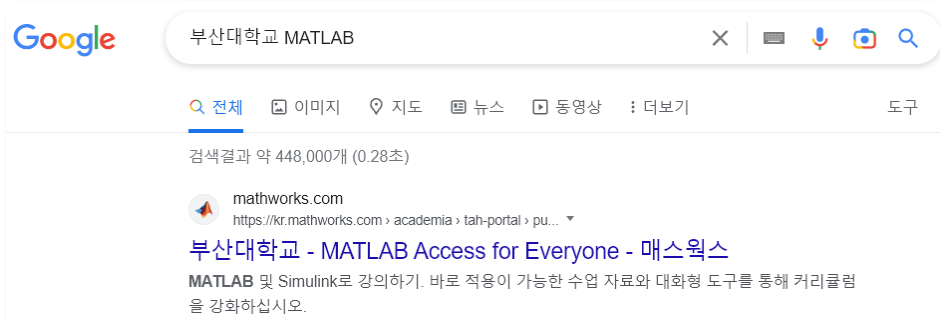 Google 부산대학교 MATLAB
전체 이미지 지도 뉴스 동영상 더보기 도구
검색결과 약 448,000개 (0.28초)
mathworks.com
https://kr.mathworks.com › academia › tah-portal › pu...
부산대학교 - MATLAB Access for Everyone - 매스웍스
MATLAB 및 Simulink로 강의하기. 바로 적용이 가능한 수업 자료와 대화형 도구를 통해 커리큘럼
을 강화하십시오.